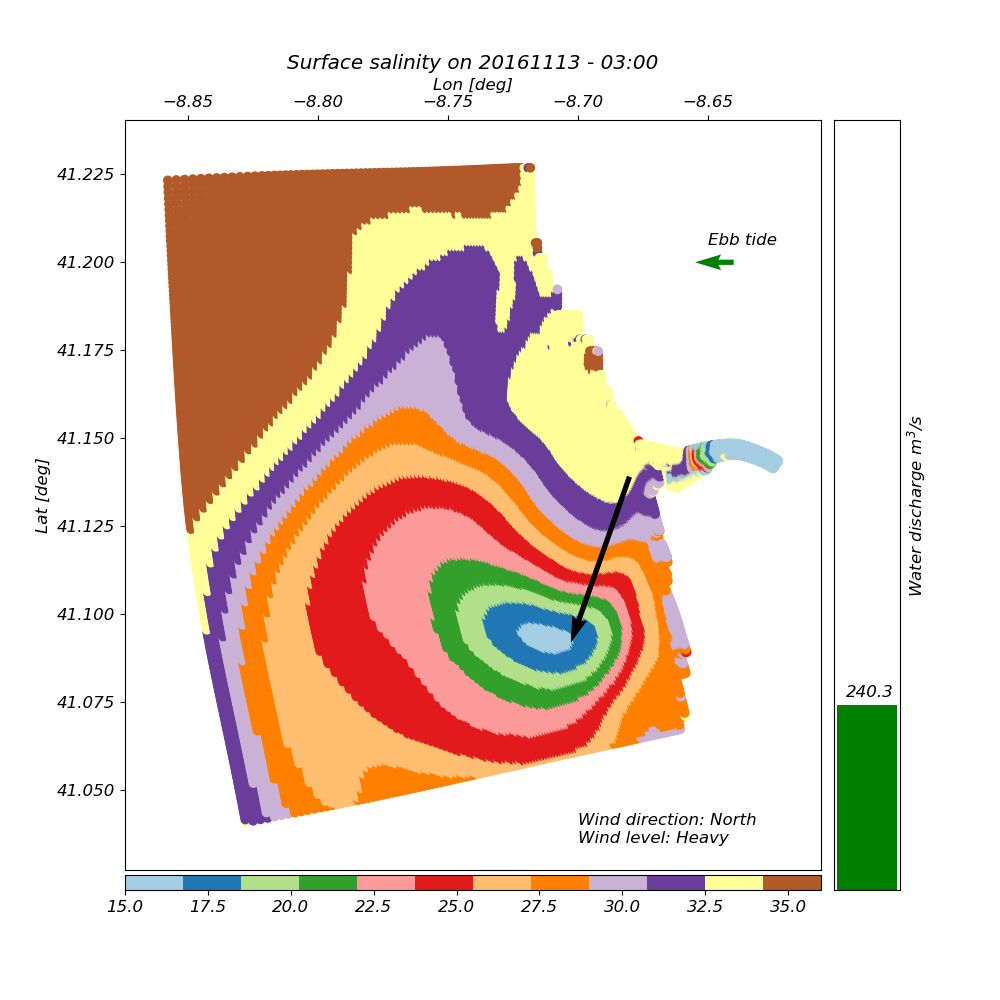 Surface salinity on 20161113 - 03:00
Lon [deg]
−8.85 −8.80 −8.75 −8.70 −8.65
41.225
Ebb tide
41.200
41.175
41.150
Lat [deg]
41.125
41.100
41.075
41.050
Water discharge m³/s
240.3
Wind direction: North
Wind level: Heavy
15.0 17.5 20.0 22.5 25.0 27.5 30.0 32.5 35.0